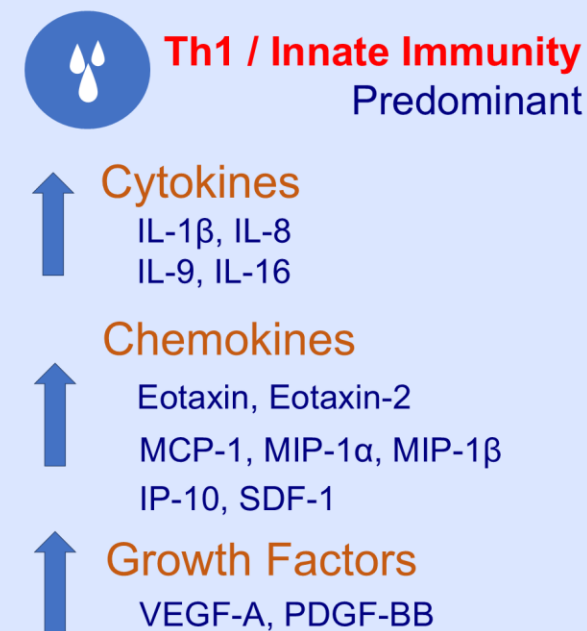 Th1 / Innate Immunity
Predominant
Cytokines
IL-1β, IL-8
IL-9, IL-16
Chemokines
Eotaxin, Eotaxin-2
MCP-1, MIP-1α, MIP-1β
IP-10, SDF-1
Growth Factors
VEGF-A, PDGF-BB